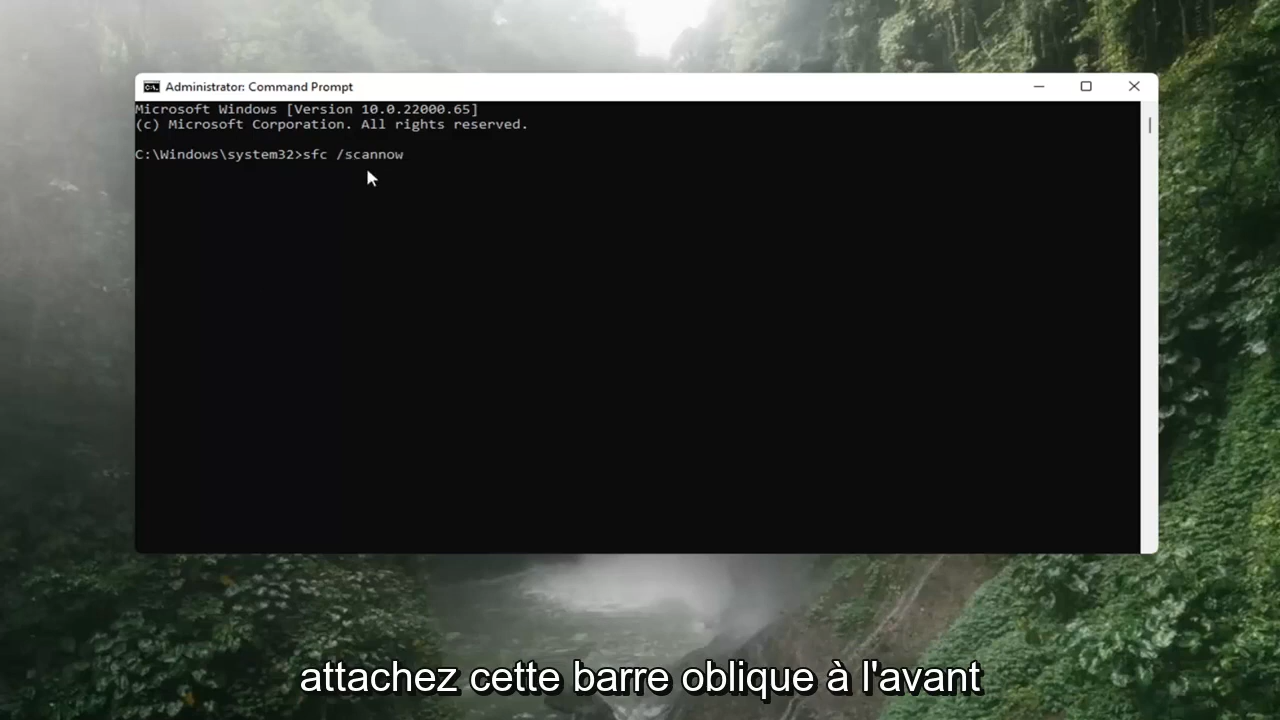 Administrator: Command Prompt
Microsoft Windows [Version 10.0.22000.65]
(c) Microsoft Corporation. All rights reserved.
C:\Windows\system32>sfc /scannow
attachez cette barre oblique à l'avant